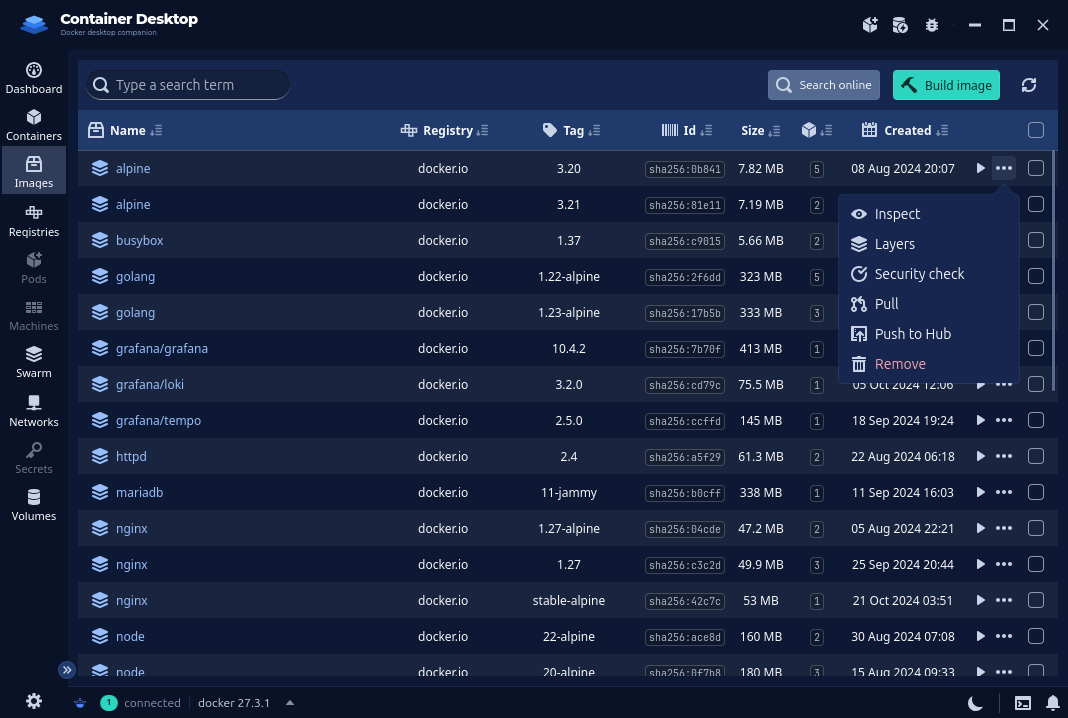 Container Desktop
Docker desktop companion
Dashboard
Containers
Images
Registries
Pods
Machines
Swarm
Networks
Secrets
Volumes
Type a search term
Search online
Build image
Name Registry Tag Id Size Created
alpine docker.io 3.20 sha256:0b841 7.82 MB 5 08 Aug 2024 20:07
alpine docker.io 3.21 sha256:81e11 7.19 MB 2
busybox docker.io 1.37 sha256:c9015 5.66 MB 2
golang docker.io 1.22-alpine sha256:2f6dd 323 MB 5
golang docker.io 1.23-alpine sha256:17b5b 333 MB 3
grafana/grafana docker.io 10.4.2 sha256:7b70f 413 MB 1
grafana/loki docker.io 3.2.0 sha256:cd79c 75.5 MB 1 05 Oct 2024 12:06
grafana/tempo docker.io 2.5.0 sha256:ccffd 145 MB 1 18 Sep 2024 19:24
httpd docker.io 2.4 sha256:a5f29 61.3 MB 2 22 Aug 2024 06:18
mariadb docker.io 11-jammy sha256:b0cff 338 MB 1 11 Sep 2024 16:03
nginx docker.io 1.27-alpine sha256:04cde 47.2 MB 2 05 Aug 2024 22:21
nginx docker.io 1.27 sha256:c3c2d 49.9 MB 3 25 Sep 2024 20:44
nginx docker.io stable-alpine sha256:42c7c 53 MB 1 21 Oct 2024 03:51
node docker.io 22-alpine sha256:ace8d 160 MB 2 30 Aug 2024 07:08
node docker.io 20-alpine sha256:0f7b8 180 MB 3 15 Aug 2024 09:33
Inspect
Layers
Security check
Pull
Push to Hub
Remove
1 connected docker 27.3.1